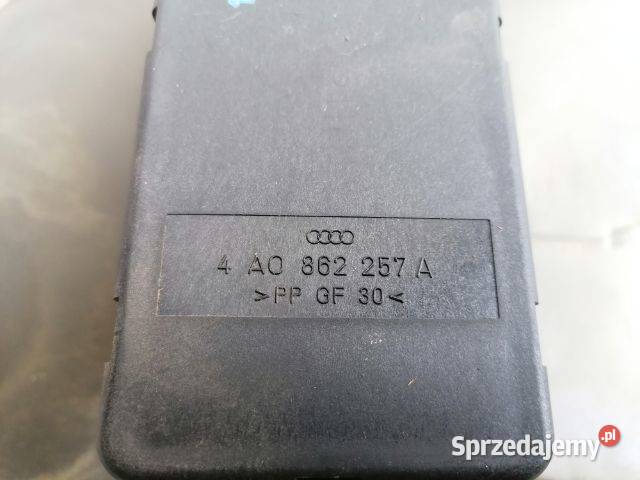 4 A0 862 257 A
>PP GF 30<
Sprzedajemy.pl